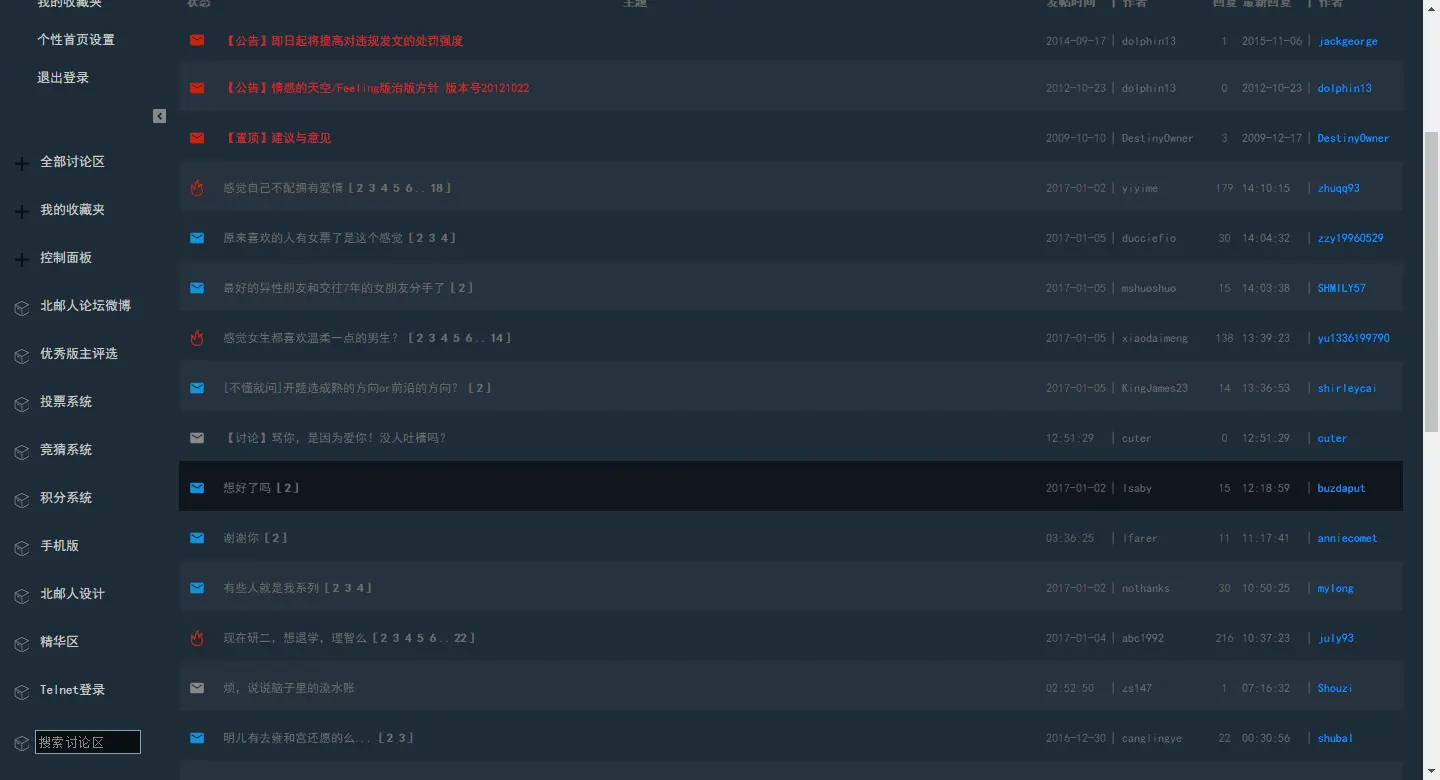 我的收藏夹
个性首页设置
退出登录
全部讨论区
我的收藏夹
控制面板
北邮人论坛微博
优秀版主评选
投票系统
竞猜系统
积分系统
手机版
北邮人设计
精华区
Telnet登录
搜索讨论区
状态 主题 发帖时间 | 作者 回复 最新回复 | 作者
【公告】即日起将提高对违规发文的处罚强度 2014-09-17 | dolphin13 1 2015-11-06 | jackgeorge
【公告】情感的天空/Feeling版治版方针 版本号20121022 2012-10-23 | dolphin13 0 2012-10-23 | dolphin13
【置顶】建议与意见 2009-10-10 | DestinyOwner 3 2009-12-17 | DestinyOwner
感觉自己不配拥有爱情 [ 2 3 4 5 6 .. 18 ] 2017-01-02 | yiyime 179 14:10:15 | zhuqq93
原来喜欢的人有女票了是这个感觉 [ 2 3 4 ] 2017-01-05 | ducciefio 30 14:04:32 | zzy19960529
最好的异性朋友和交往7年的女朋友分手了 [ 2 ] 2017-01-05 | mshuoshuo 15 14:03:38 | SHMILY57
感觉女生都喜欢温柔一点的男生？ [ 2 3 4 5 6 .. 14 ] 2017-01-05 | xiaodaimeng 138 13:39:23 | yu1336199790
[不懂就问]开题选成熟的方向or前沿的方向？ [ 2 ] 2017-01-05 | KingJames23 14 13:36:53 | shirleycai
【讨论】骂你，是因为爱你！没人吐槽吗？ 12:51:29 | cuter 0 12:51:29 | cuter
想好了吗 [ 2 ] 2017-01-02 | lsaby 15 12:18:59 | buzdaput
谢谢你 [ 2 ] 03:36:25 | lfarer 11 11:17:41 | anniecomet
有些人就是我系列 [ 2 3 4 ] 2017-01-02 | nothanks 30 10:50:25 | mylong
现在研二，想退学，理智么 [ 2 3 4 5 6 .. 22 ] 2017-01-04 | abc1992 216 10:37:23 | july93
烦，说说脑子里的流水账 02:52:50 | zs147 1 07:16:32 | Shouzi
明儿有去雍和宫还愿的么... [ 2 3 ] 2016-12-30 | canglingye 22 00:30:56 | shubal